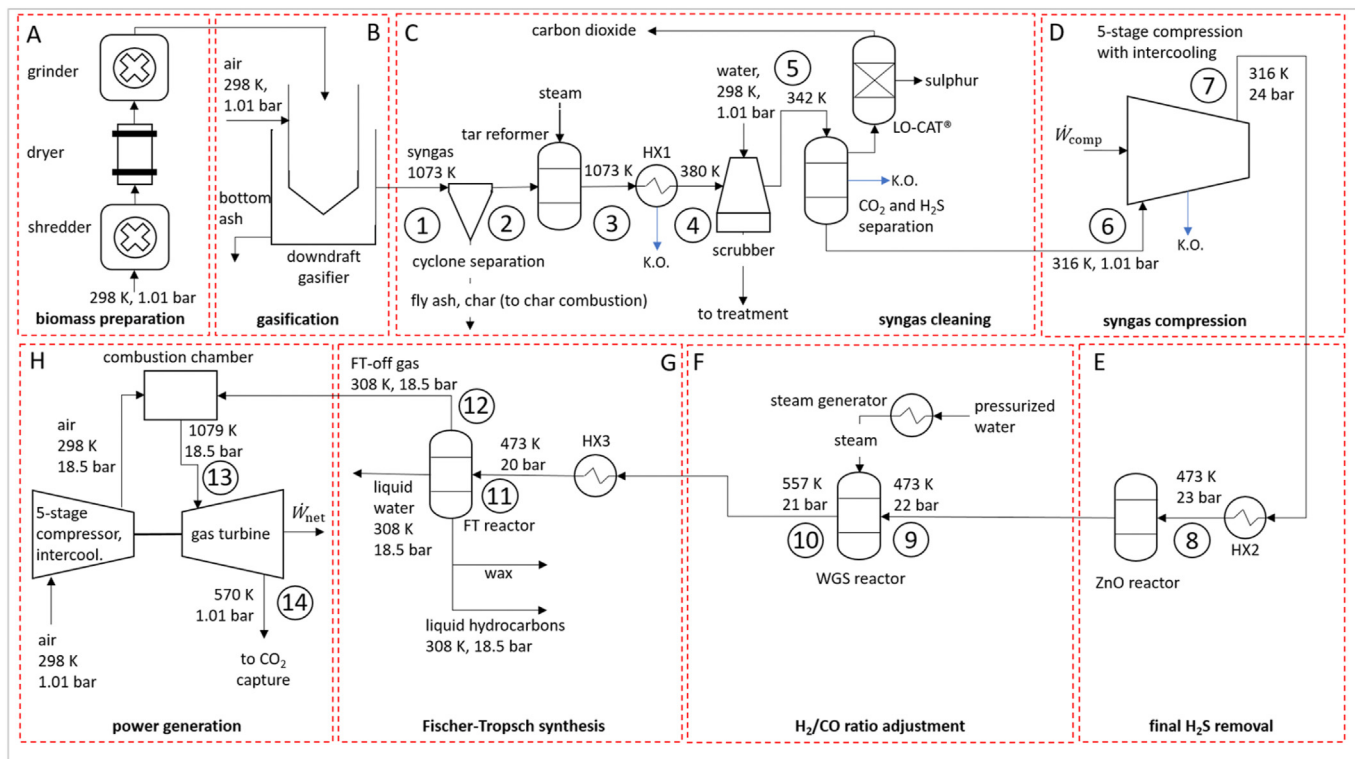 A
grinder
dryer
shredder
298 K, 1.01 bar
biomass preparation
B
air
298 K,
1.01 bar
bottom
ash
downdraft
gasifier
gasification
C
carbon dioxide
steam
tar reformer
syngas
1073 K
1
2
cyclone separation
fly ash, char (to char combustion)
1073 K
3
HX1
K.O.
380 K
4
water,
298 K,
1.01 bar
5
342 K
scrubber
to treatment
sulphur
LO-CAT®
K.O.
CO₂ and H₂S
separation
syngas cleaning
D
5-stage compression
with intercooling
7
316 K
24 bar
Ẇcomp
6
K.O.
316 K, 1.01 bar
syngas compression
H
combustion chamber
air
298 K
18.5 bar
1079 K
18.5 bar
13
5-stage
compressor,
intercool.
gas turbine
Ẇnet
570 K
1.01 bar
14
air
298 K
1.01 bar
to CO₂
capture
power generation
G
FT-off gas
308 K, 18.5 bar
12
473 K
20 bar
HX3
11
FT reactor
liquid
water
308 K
18.5 bar
wax
liquid hydrocarbons
308 K, 18.5 bar
Fischer-Tropsch synthesis
F
steam generator
pressurized
water
steam
557 K
21 bar
10
473 K
22 bar
9
WGS reactor
H₂/CO ratio adjustment
E
473 K
23 bar
8
HX2
ZnO reactor
final H₂S removal